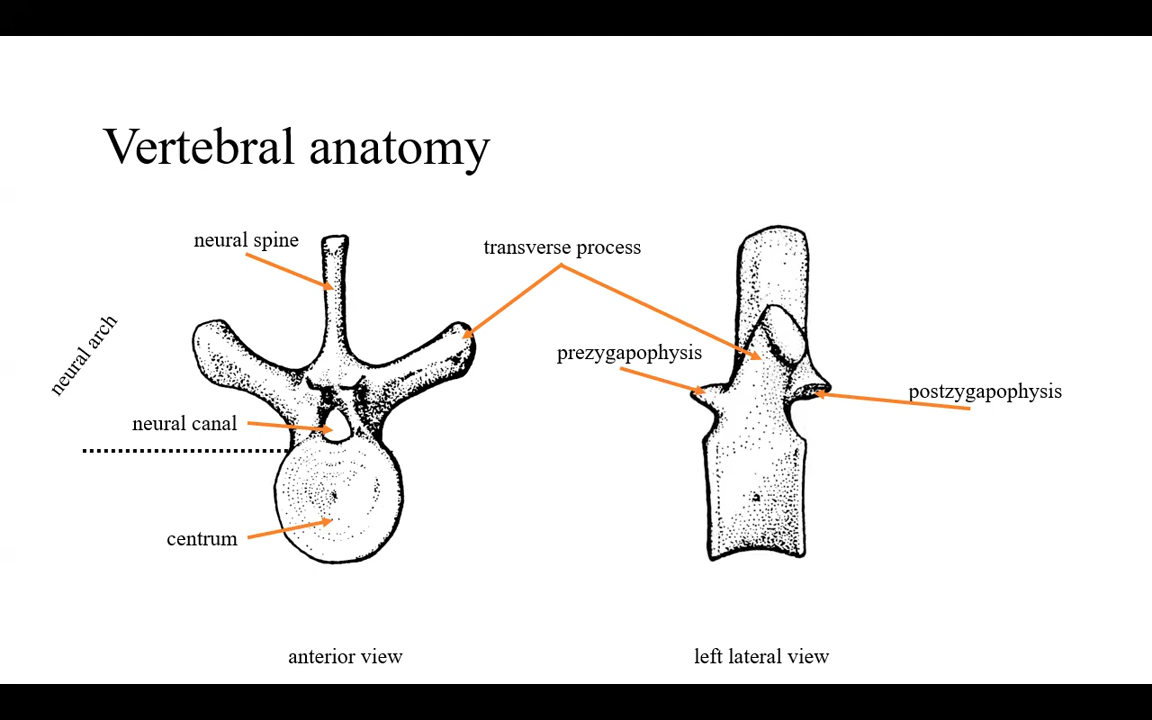 Vertebral anatomy
neural spine
transverse process
neural arch
prezygapophysis
postzygapophysis
neural canal
centrum
anterior view
left lateral view